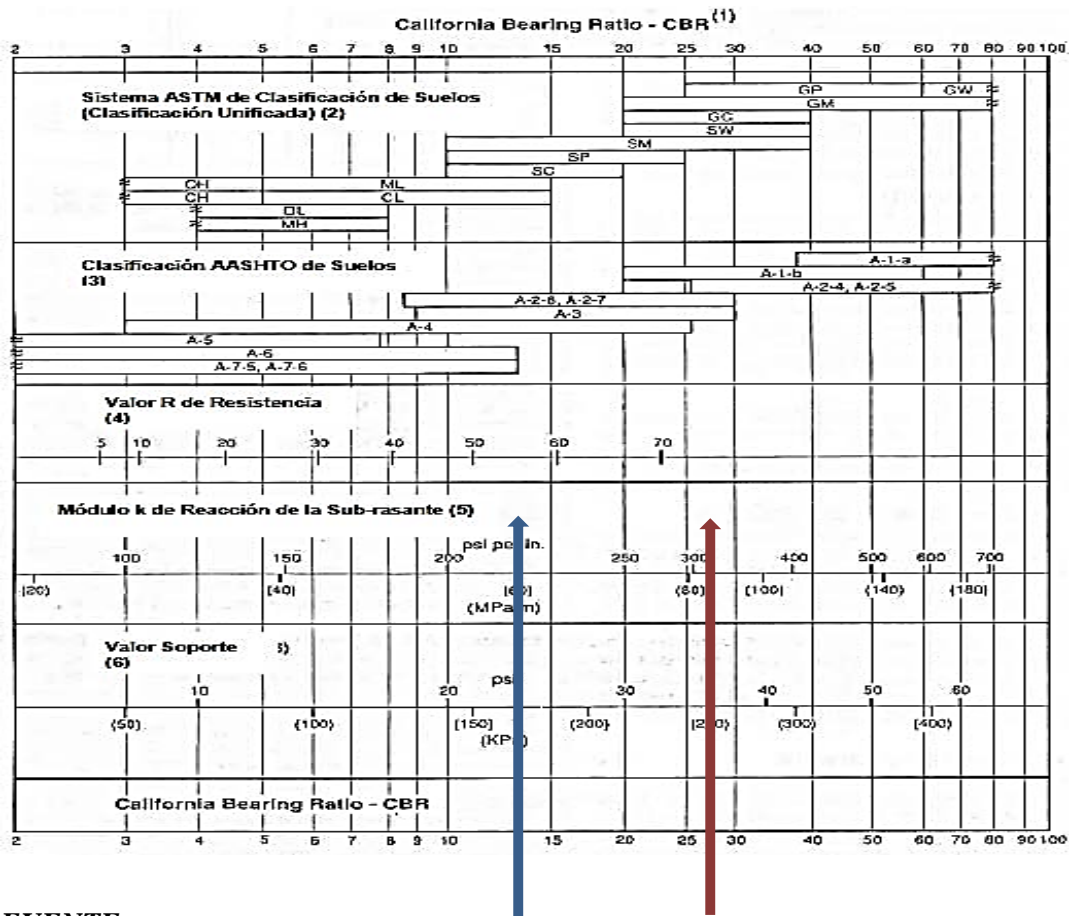 California Bearing Ratio - CBR (1)
2 3 4 5 6 7 8 9 10 15 20 25 30 40 50 60 70 80 90 100
Sistema ASTM de Clasificación de Suelos
(Clasificación Unificada) (2)
GP GW
GM
GC
SW
SM
SP
SC
CH ML
CH CL
OL
MH
Clasificación AASHTO de Suelos
(3)
A-1-a
A-1-b
A-2-4, A-2-5
A-2-6, A-2-7
A-3
A-4
A-5
A-6
A-7-5, A-7-6
Valor R de Resistencia
(4)
5 10 20 30 40 50 60 70
Módulo k de Reacción de la Sub-rasante (5)
100 150 200 250 300 400 500 600 700
(20) (40) (60) (80) (100) (140) (180)
Valor Soporte
(6)
10 20 30 40 50 60
(50) (100) (150) (200) (300) (400)
California Bearing Ratio - CBR
2 3 4 5 6 7 8 9 10 15 20 25 30 40 50 60 70 80 90 100